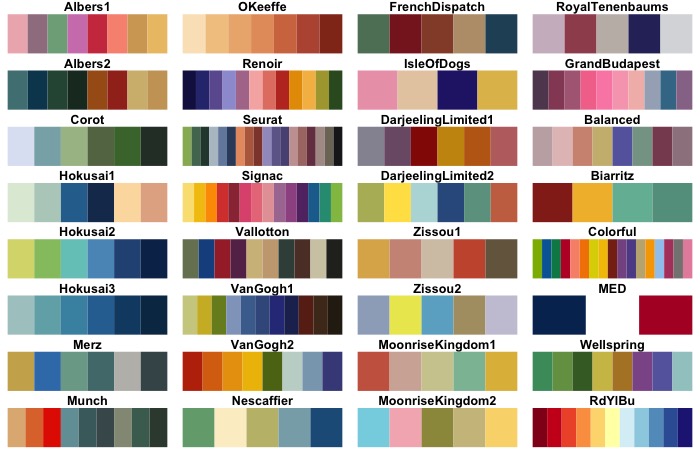 Albers1 OKeeffe FrenchDispatch RoyalTenenbaums
Albers2 Renoir IsleOfDogs GrandBudapest
Corot Seurat DarjeelingLimited1 Balanced
Hokusai1 Signac DarjeelingLimited2 Biarritz
Hokusai2 Vallotton Zissou1 Colorful
Hokusai3 VanGogh1 Zissou2 MED
Merz VanGogh2 MoonriseKingdom1 Wellspring
Munch Nescaffier MoonriseKingdom2 RdYlBu